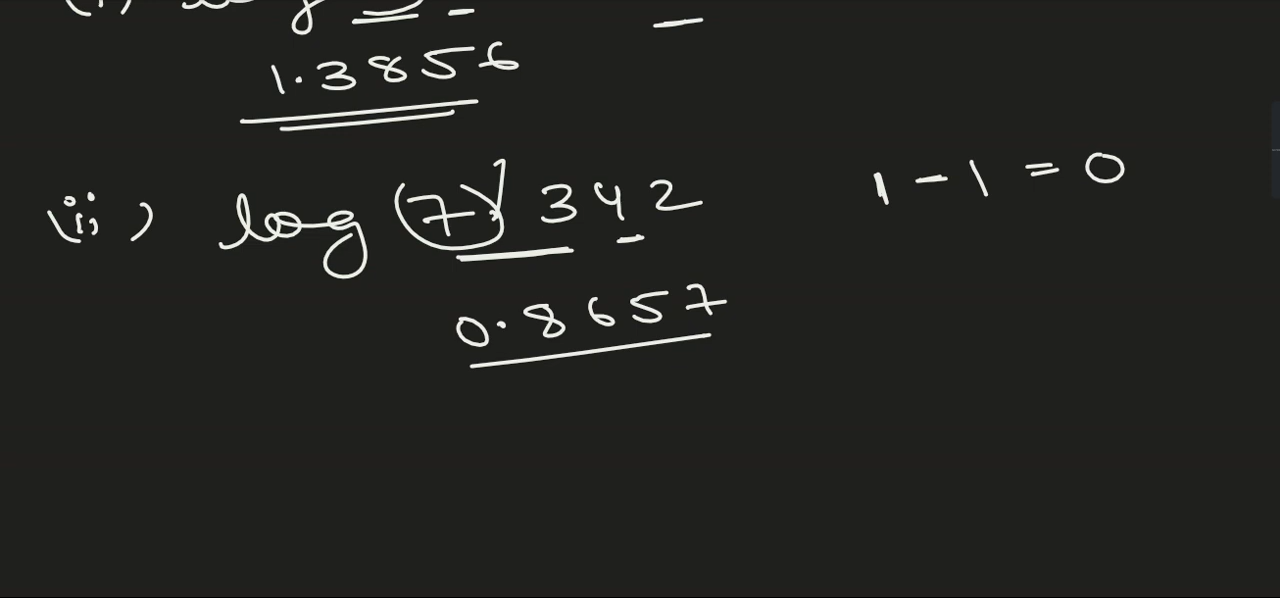 1.3856
ii) log (7).342 1 - 1 = 0
0.8657